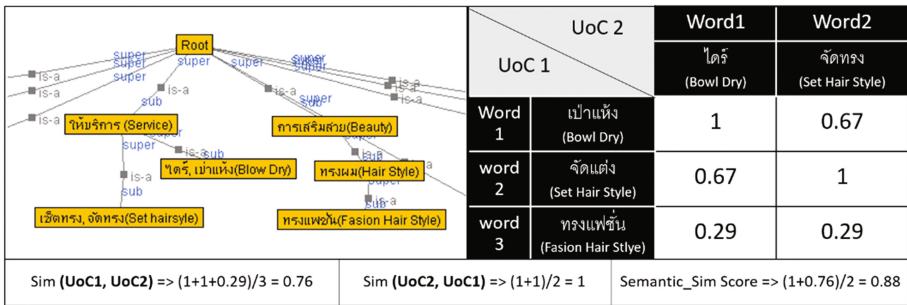 Root
super
super
super
super
super
super
super
super
is-a
is-a
is-a
is-a
is-a
is-a
is-a
sub
super
sub
ให้บริการ (Service)
การเสริมสวย(Beauty)
super
super
is-a
is-a
is-a
sub
sub
super
ไดร์, เป่าแห้ง(Blow Dry)
ทรงผม(Hair Style)
is-a
sub
super
is-a
sub
เซ็ตทรง, จัดทรง(Set hairsyle)
ทรงแฟชั่น(Fasion Hair Style)
UoC 2
UoC 1
Word1
Word2
ไดร์
(Bowl Dry)
จัดทรง
(Set Hair Style)
Word
1
เป่าแห้ง
(Bowl Dry)
1
0.67
word
2
จัดแต่ง
(Set Hair Style)
0.67
1
word
3
ทรงแฟชั่น
(Fasion Hair Stlye)
0.29
0.29
Sim (UoC1, UoC2) => (1+1+0.29)/3 = 0.76
Sim (UoC2, UoC1) => (1+1)/2 = 1
Semantic_Sim Score => (1+0.76)/2 = 0.88